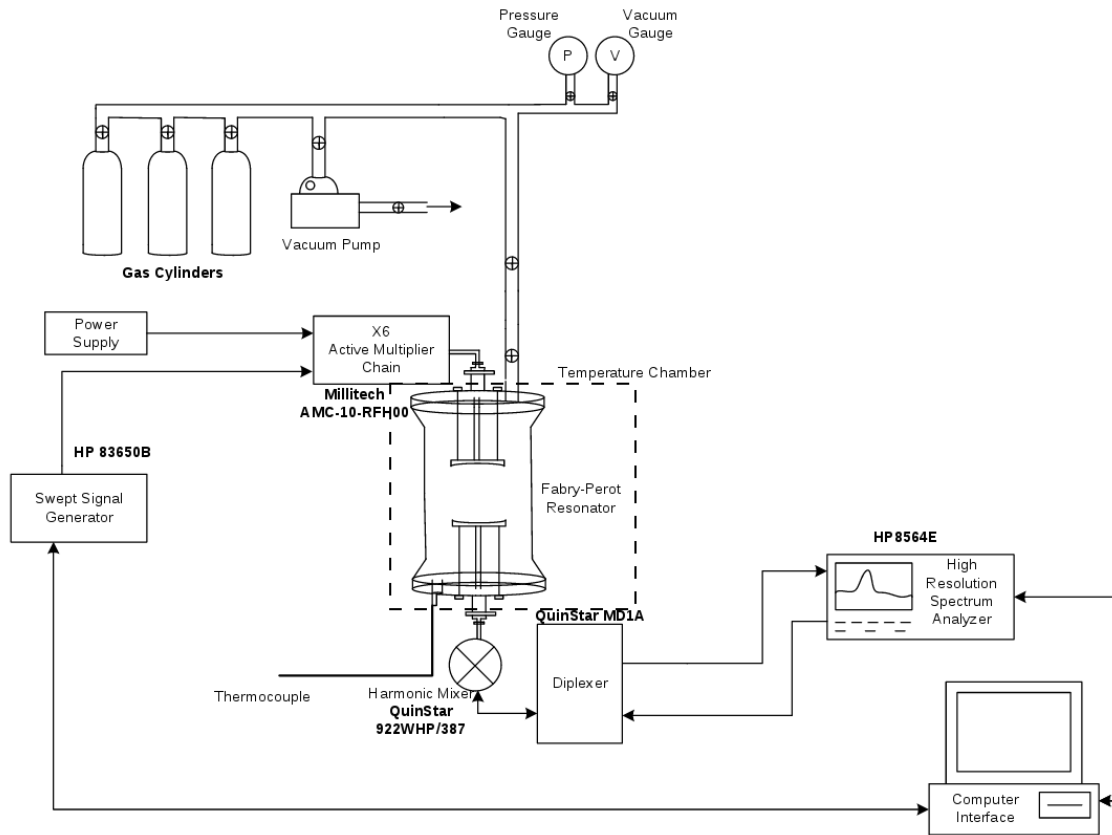 Pressure
Gauge
Vacuum
Gauge
P
V
Vacuum Pump
Gas Cylinders
Power
Supply
X6
Active Multiplier
Chain
Millitech
AMC-10-RFH00
Temperature Chamber
HP 83650B
Swept Signal
Generator
Fabry-Perot
Resonator
HP8564E
High
Resolution
Spectrum
Analyzer
QuinStar MD1A
Diplexer
Thermocouple
Harmonic Mixer
QuinStar
922WHP/387
Computer
Interface